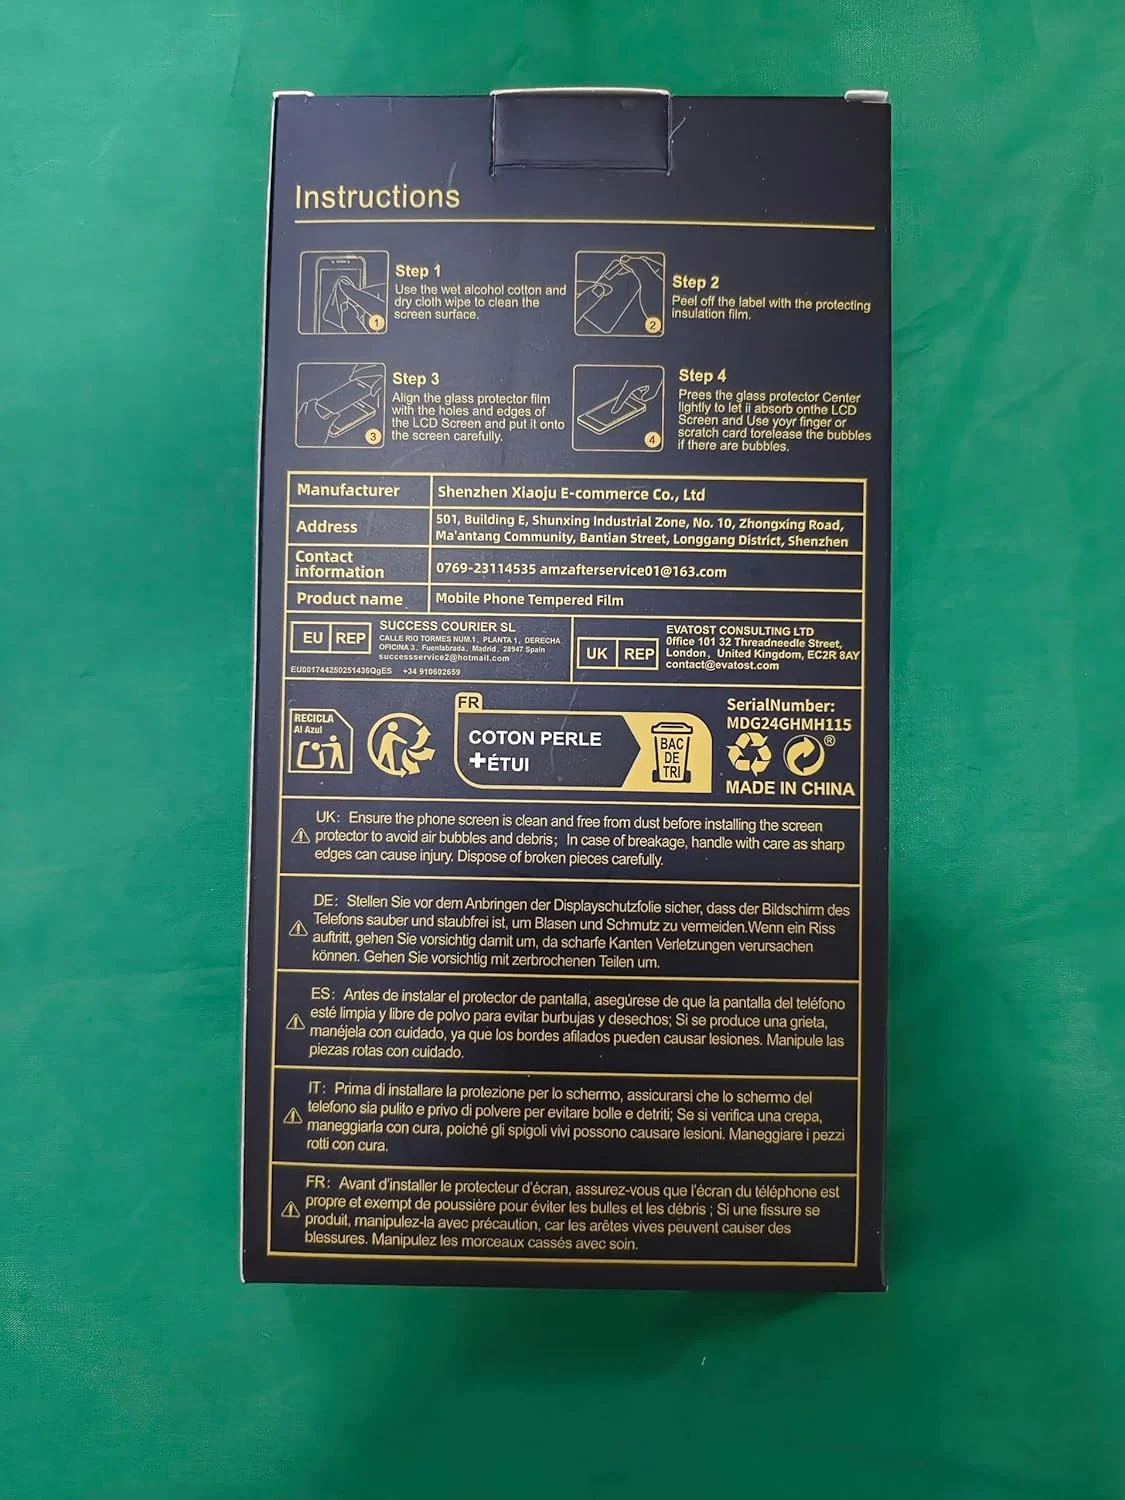 Instructions
Step 1
Use the wet alcohol cotton and
dry cloth wipe to clean the
screen surface.
1
Step 2
Peel off the label with the protecting
insulation film.
2
Step 3
Align the glass protector film
with the holes and edges of
the LCD Screen and put it onto
the screen carefully.
3
Step 4
Prees the glass protector Center
lightly to let ii absorb onthe LCD
Screen and Use yoyr finger or
scratch card torelease the bubbles
if there are bubbles.
4
Manufacturer
Shenzhen Xiaoju E-commerce Co., Ltd
Address
501, Building E, Shunxing Industrial Zone, No. 10, Zhongxing Road,
Ma'antang Community, Bantian Street, Longgang District, Shenzhen
Contact
information
0769-23114535 amzafterservice01@163.com
Product name
Mobile Phone Tempered Film
EU REP
SUCCESS COURIER SL
CALLE RIO TORMES NUM.1, PLANTA 1, DERECHA,
OFICINA 3, Fuenlabrada, Madrid, 28947 Spain
successservice2@hotmail.com
EU001744250251436QgES +34 910602659
UK REP
EVATOST CONSULTING LTD
Office 101 32 Threadneedle Street,
London, United Kingdom, EC2R 8AY
contact@evatost.com
RECICLA
Al Azul
FR
COTON PERLE
+ÉTUI
BAC
DE
TRI
SerialNumber:
MDG24GHMH115
®
MADE IN CHINA
UK: Ensure the phone screen is clean and free from dust before installing the screen
protector to avoid air bubbles and debris; In case of breakage, handle with care as sharp
edges can cause injury. Dispose of broken pieces carefully.
DE: Stellen Sie vor dem Anbringen der Displayschutzfolie sicher, dass der Bildschirm des
Telefons sauber und staubfrei ist, um Blasen und Schmutz zu vermeiden.Wenn ein Riss
auftritt, gehen Sie vorsichtig damit um, da scharfe Kanten Verletzungen verursachen
können. Gehen Sie vorsichtig mit zerbrochenen Teilen um.
ES: Antes de instalar el protector de pantalla, asegúrese de que la pantalla del teléfono
esté limpia y libre de polvo para evitar burbujas y desechos; Si se produce una grieta,
manéjela con cuidado, ya que los bordes afilados pueden causar lesiones. Manipule las
piezas rotas con cuidado.
IT: Prima di installare la protezione per lo schermo, assicurarsi che lo schermo del
telefono sia pulito e privo di polvere per evitare bolle e detriti; Se si verifica una crepa,
maneggiarla con cura, poiché gli spigoli vivi possono causare lesioni. Maneggiare i pezzi
rotti con cura.
FR: Avant d'installer le protecteur d'écran, assurez-vous que l'écran du téléphone est
propre et exempt de poussière pour éviter les bulles et les débris ; Si une fissure se
produit, manipulez-la avec précaution, car les arêtes vives peuvent causer des
blessures. Manipulez les morceaux cassés avec soin.